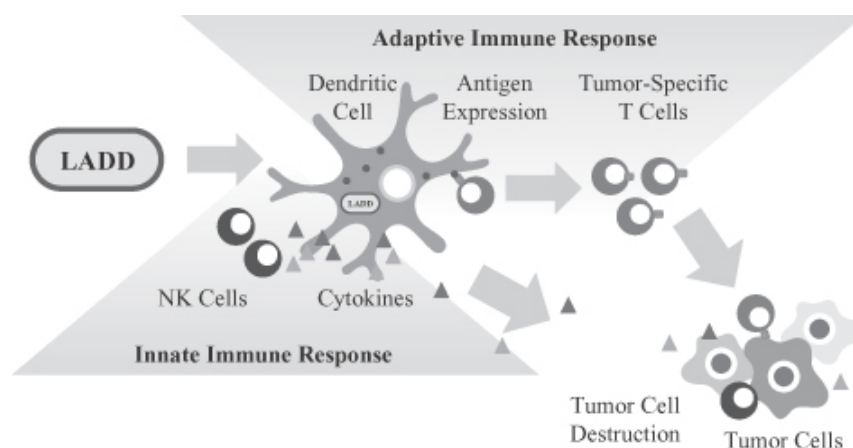 Adaptive Immune Response
Dendritic
Cell
Antigen
Expression
Tumor-Specific
T Cells
LADD
LADD
NK Cells
Cytokines
Innate Immune Response
Tumor Cell
Destruction
Tumor Cells